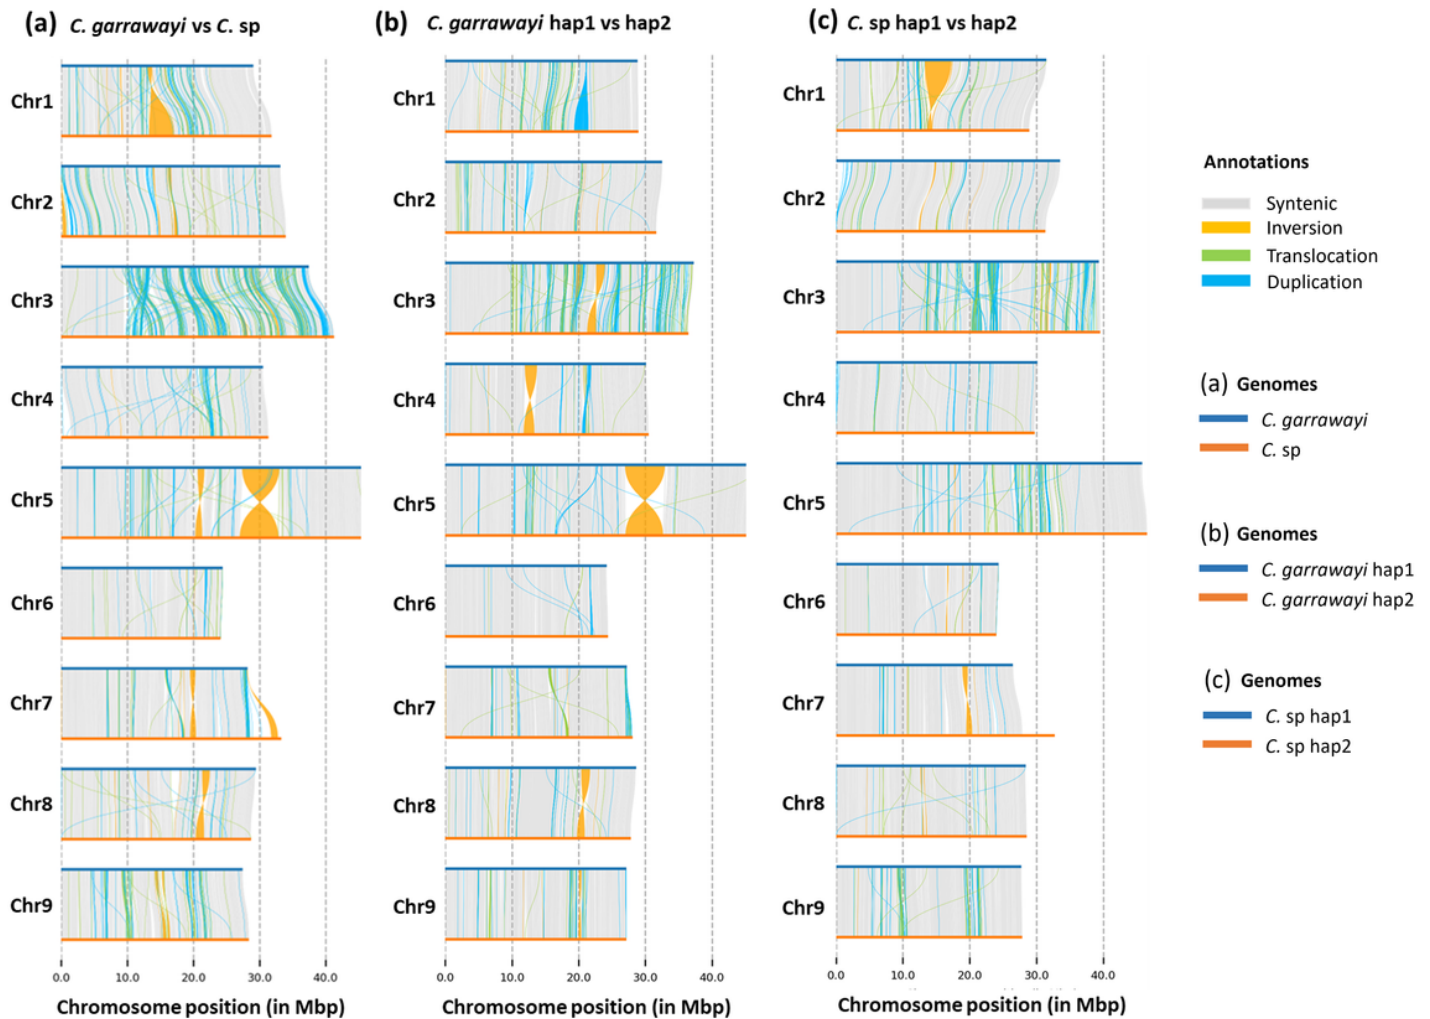 (a) C. garrawayi vs C. sp
Chr1
Chr2
Chr3
Chr4
Chr5
Chr6
Chr7
Chr8
Chr9
0.0 10.0 20.0 30.0 40.0
Chromosome position (in Mbp)
(b) C. garrawayi hap1 vs hap2
Chr1
Chr2
Chr3
Chr4
Chr5
Chr6
Chr7
Chr8
Chr9
0.0 10.0 20.0 30.0 40.0
Chromosome position (in Mbp)
(c) C. sp hap1 vs hap2
Chr1
Chr2
Chr3
Chr4
Chr5
Chr6
Chr7
Chr8
Chr9
0.0 10.0 20.0 30.0 40.0
Chromosome position (in Mbp)
Annotations
Syntenic
Inversion
Translocation
Duplication
(a) Genomes
C. garrawayi
C. sp
(b) Genomes
C. garrawayi hap1
C. garrawayi hap2
(c) Genomes
C. sp hap1
C. sp hap2